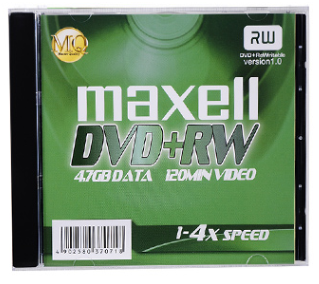 MQ
RW
DVD+ReWritable
version1.0
maxell
DVD+RW
4.7GB DATA 120MIN VIDEO
1-4x SPEED